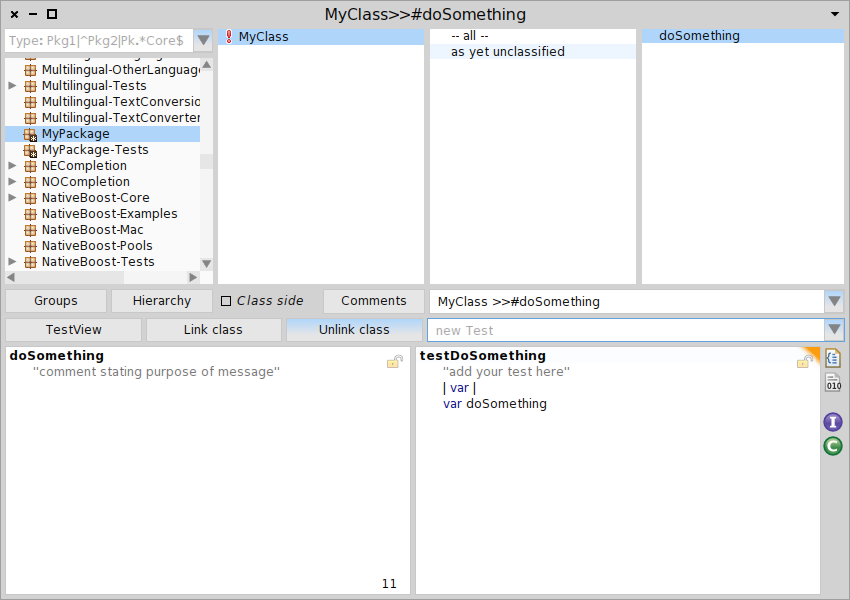 MyClass>>#doSomething
Type: Pkg1|^Pkg2|Pk.*Core$
Multilingual-OtherLanguage
Multilingual-Tests
Multilingual-TextConversio
Multilingual-TextConverter
MyPackage
MyPackage-Tests
NECompletion
NOCompletion
NativeBoost-Core
NativeBoost-Examples
NativeBoost-Mac
NativeBoost-Pools
NativeBoost-Tests
MyClass
-- all --
as yet unclassified
doSomething
Groups
Hierarchy
Class side
Comments
MyClass >>#doSomething
TestView
Link class
Unlink class
new Test
doSomething
"comment stating purpose of message"
11
testDoSomething
"add your test here"
| var |
var doSomething
010
I
C